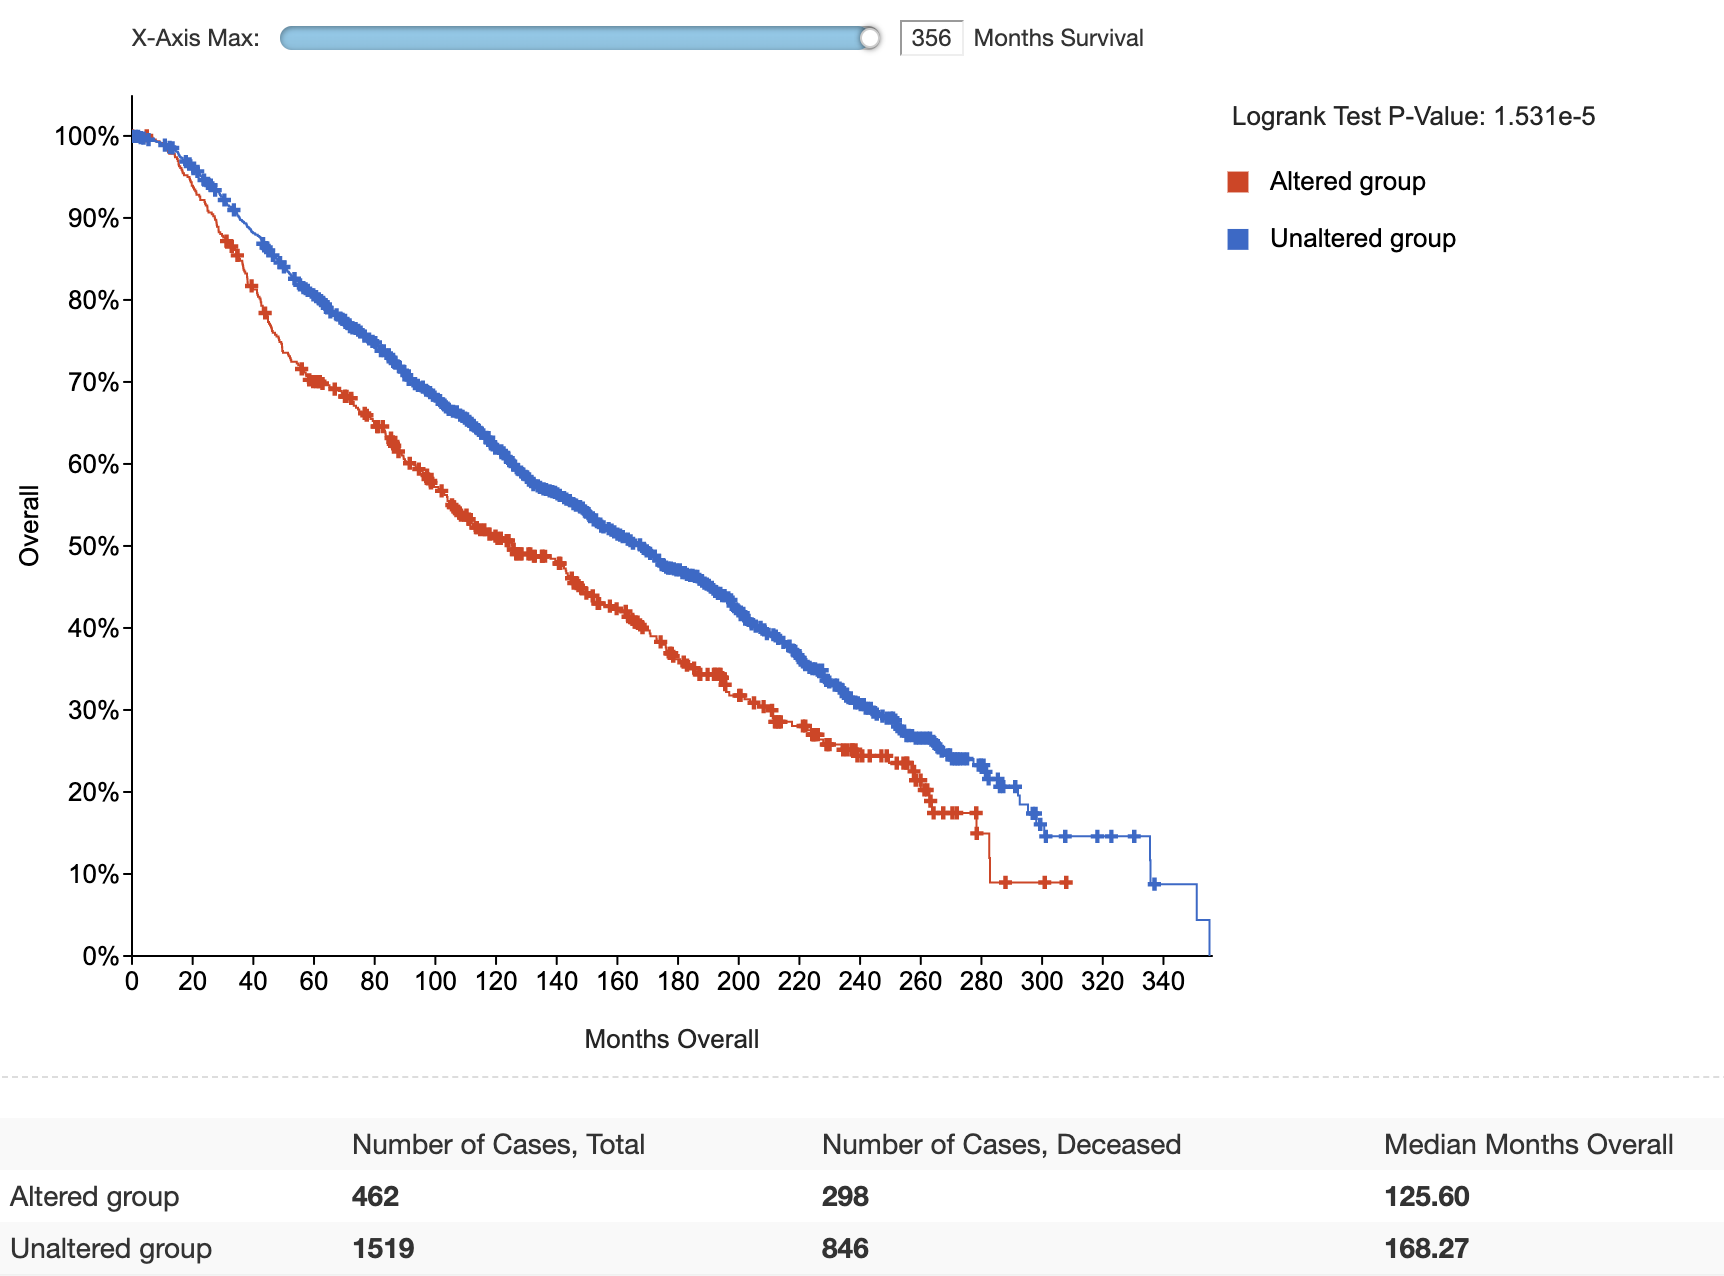 X-Axis Max: 356 Months Survival
Logrank Test P-Value: 1.531e-5
Altered group
Unaltered group
100%
90%
80%
70%
60%
50%
40%
30%
20%
10%
0%
Overall
0 20 40 60 80 100 120 140 160 180 200 220 240 260 280 300 320 340
Months Overall
Number of Cases, Total Number of Cases, Deceased Median Months Overall
Altered group 462 298 125.60
Unaltered group 1519 846 168.27